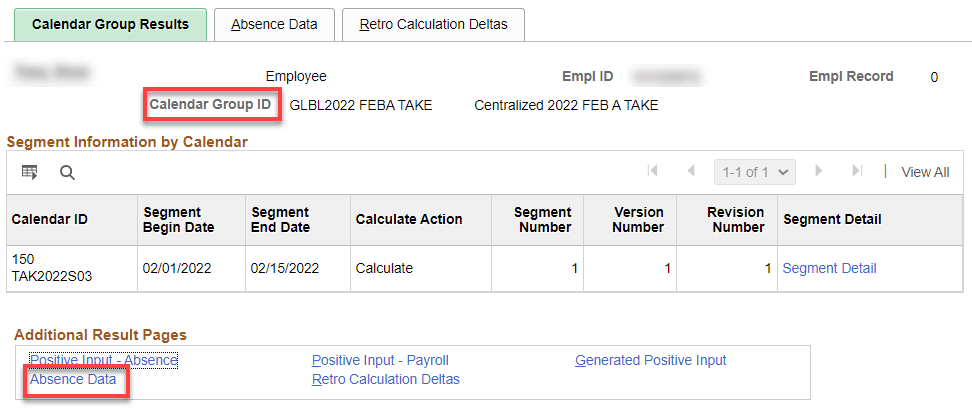 Calendar Group Results Absence Data Retro Calculation Deltas
Employee Empl ID Empl Record 0
Calendar Group ID GLBL2022 FEBA TAKE Centralized 2022 FEB A TAKE
Segment Information by Calendar
1-1 of 1 | View All
Calendar ID Segment Begin Date Segment End Date Calculate Action Segment Number Version Number Revision Number Segment Detail
150 TAK2022S03 02/01/2022 02/15/2022 Calculate 1 1 1 Segment Detail
Additional Result Pages
Positive Input - Absence Positive Input - Payroll Generated Positive Input
Absence Data Retro Calculation Deltas